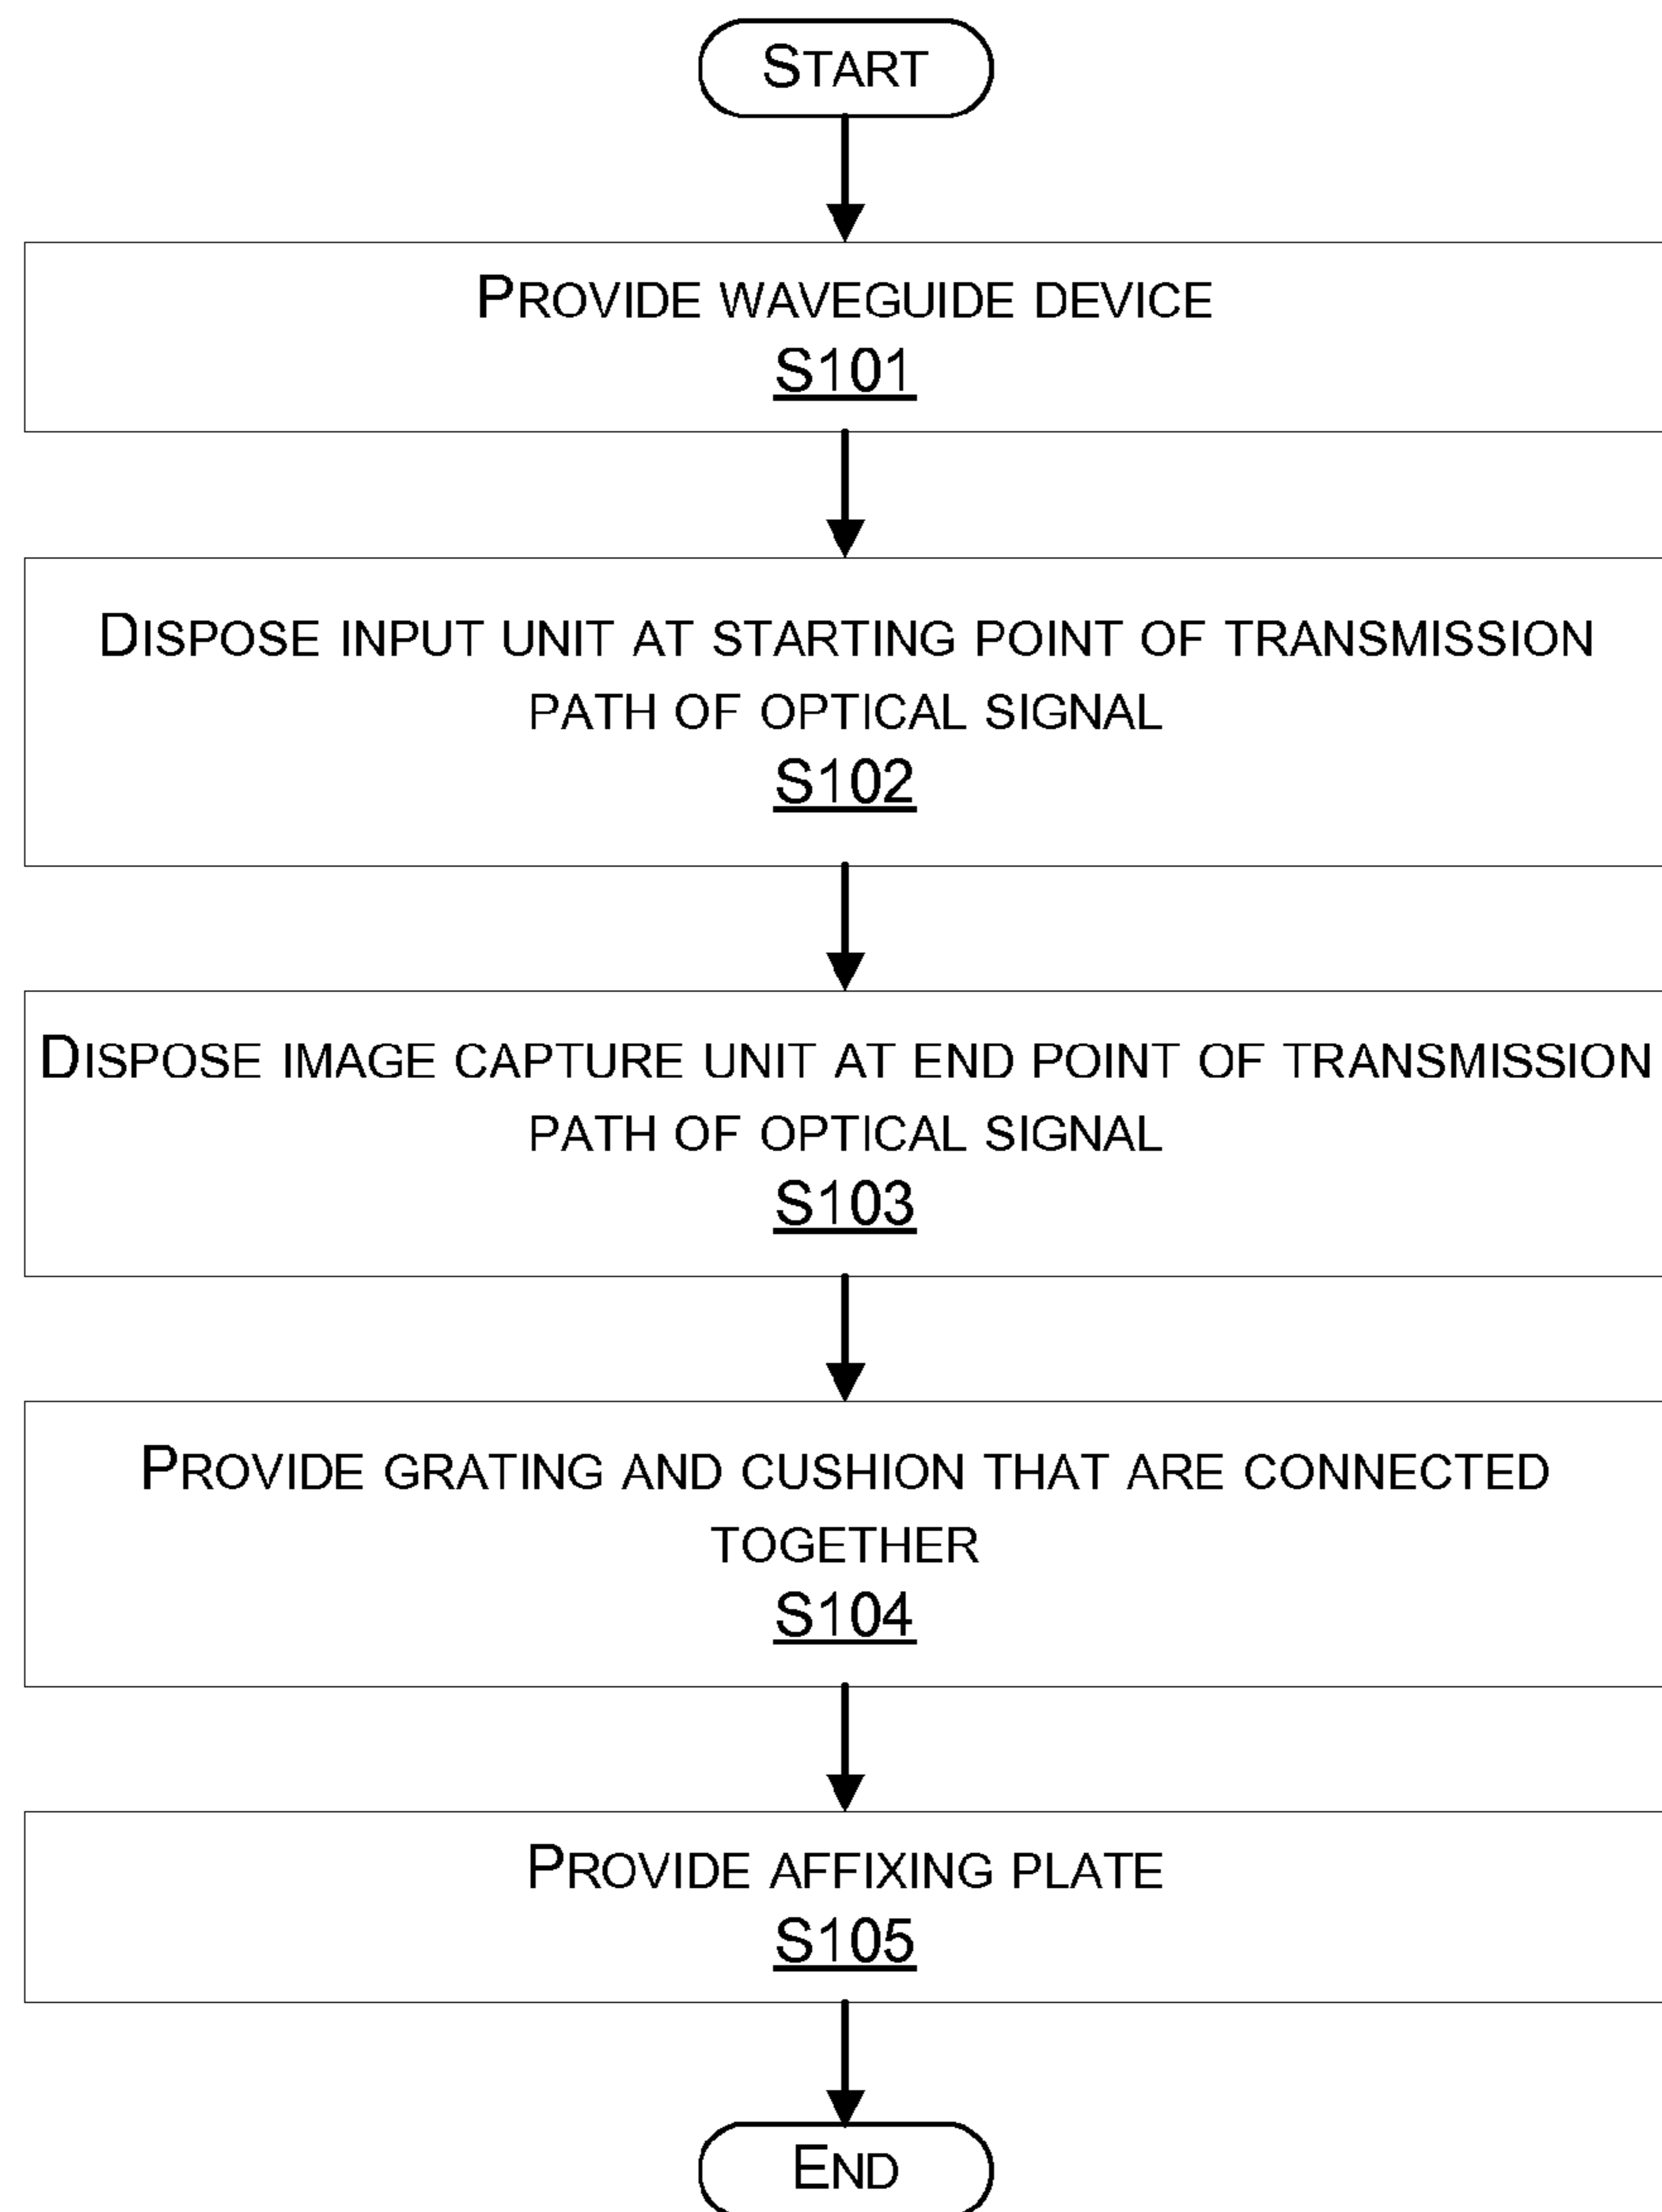 START
PROVIDE WAVEGUIDE DEVICE
S101
DISPOSE INPUT UNIT AT STARTING POINT OF TRANSMISSION
PATH OF OPTICAL SIGNAL
S102
DISPOSE IMAGE CAPTURE UNIT AT END POINT OF TRANSMISSION
PATH OF OPTICAL SIGNAL
S103
PROVIDE GRATING AND CUSHION THAT ARE CONNECTED
TOGETHER
S104
PROVIDE AFFIXING PLATE
S105
END